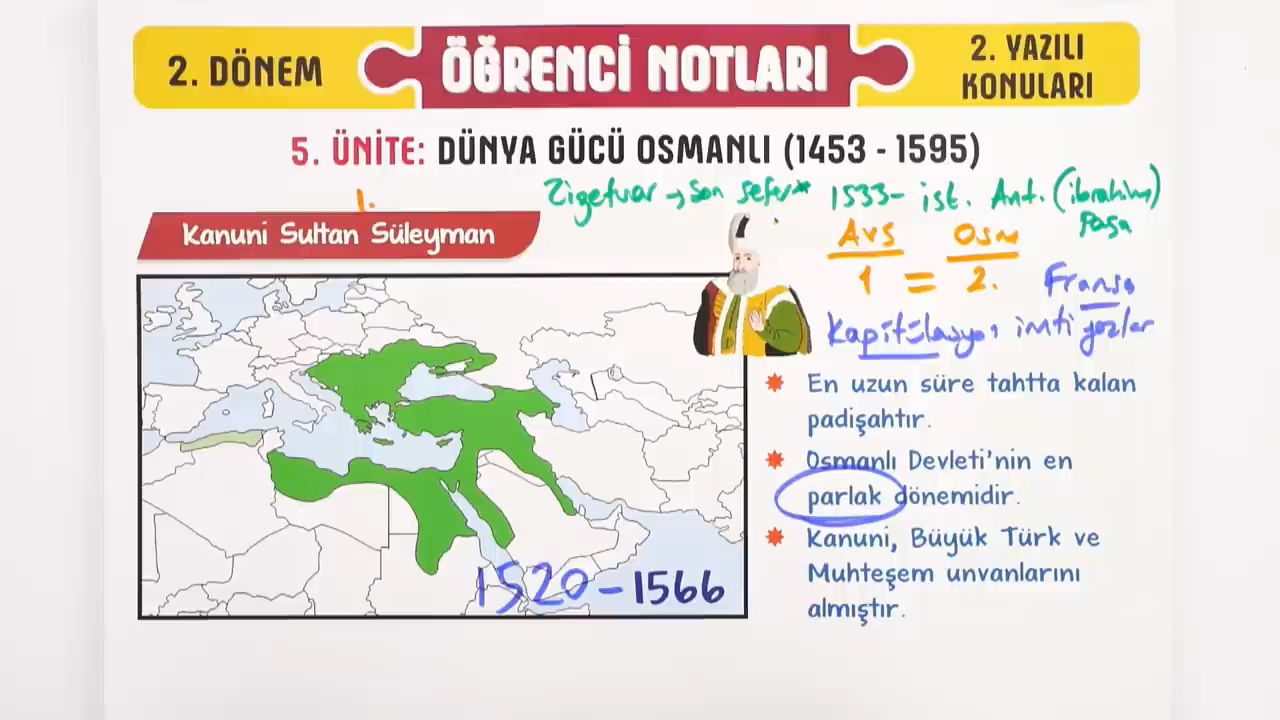 2. DÖNEM
ÖĞRENCİ NOTLARI
2. YAZILI
KONULARI
5. ÜNİTE: DÜNYA GÜCÜ OSMANLI (1453 - 1595)
1.
Zigetvar → Son Sefer* 1533- ist. Ant. (ibrahim)
Paşa
Kanuni Sultan Süleyman
Avs Osm
1 = 2. Fransa
Kapitülasyon imtiyazlar
✸ En uzun süre tahtta kalan
padişahtır.
✸ Osmanlı Devleti'nin en
parlak dönemidir.
✸ Kanuni, Büyük Türk ve
Muhteşem unvanlarını
almıştır.
1520-1566